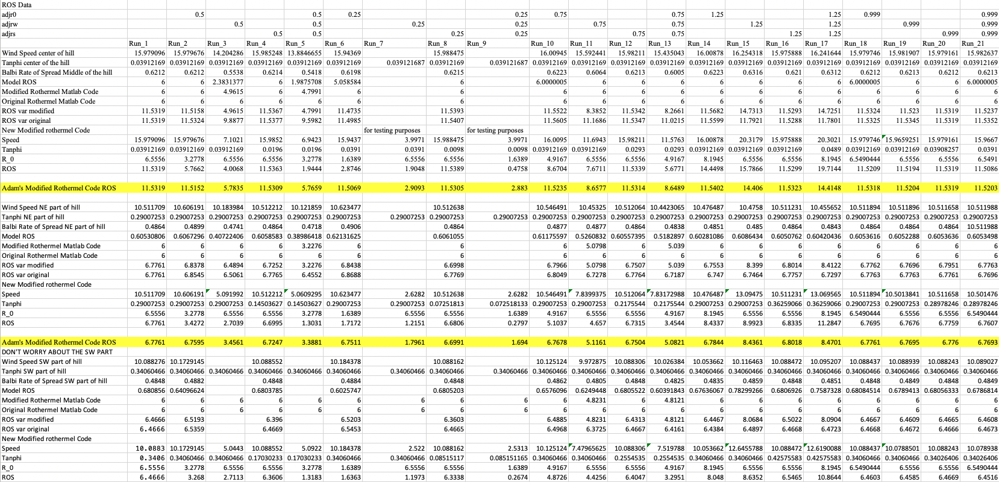 ROS Data
adjr0 0.5 0.5 0.25 0.25 0.75 0.75 1.25 1.25 0.999 0.999
adjrw 0.5 0.5 0.25 0.25 0.75 0.75 1.25 1.25 0.999 0.999
adjrs 0.5 0.5 0.25 0.25 0.75 0.75 1.25 1.25 0.999 0.999
Run_1 Run_2 Run_3 Run_4 Run_5 Run_6 Run_7 Run_8 Run_9 Run_10 Run_11 Run_12 Run_13 Run_14 Run_15 Run_16 Run_17 Run_18 Run_19 Run_20 Run_21
Wind Speed center of hill 15.979096 15.979676 14.204286 15.985248 13.8846655 15.94369 15.988475 16.00945 15.592441 15.98211 15.435043 16.00878 16.254318 15.975888 16.241644 15.979746 15.981907 15.979161 15.982637
Tanphi center of the hill 0.03912169 0.03912169 0.03912169 0.03912169 0.03912169 0.03912169 0.039121687 0.03912169 0.039121687 0.03912169 0.03912169 0.03912169 0.03912169 0.03912169 0.03912169 0.03912169 0.03912169 0.03912169 0.03912169 0.03912169 0.03912169
Balbi Rate of Spread Middle of the hill 0.6212 0.6212 0.5538 0.6214 0.5418 0.6198 0.6215 0.6223 0.6064 0.6213 0.6005 0.6223 0.6316 0.621 0.6312 0.6212 0.6213 0.6212 0.6213
Model ROS 6 6 2.3831377 6 1.9875708 5.058584 6 6.0000005 6 6 6 6 6 6 6 6.0000005 6 6 6.0000005
Modified Rothermel Matlab Code 6 6 4.9615 6 4.7991 6 6 6 6 6 6 6 6 6 6 6 6 6 6
Original Rothermel Matlab Code 6 6 6 6 6 6 6 6 6 6 6 6 6 6 6 6 6 6 6
ROS var modified 11.5319 11.5158 4.9615 11.5367 4.7991 11.4735 11.5393 11.5522 8.3852 11.5342 8.2661 11.5682 14.7313 11.5293 14.7251 11.5324 11.523 11.5319 11.5237
ROS var original 11.5319 11.5324 9.8877 11.5377 9.5982 11.4985 11.5407 11.5605 11.1686 11.5347 11.0215 11.5599 11.7921 11.5288 11.7801 11.5325 11.5345 11.5319 11.5352
New Modified rothermel Code for testing purposes for testing purposes
Speed 15.979096 15.979676 7.1021 15.9852 6.9423 15.9437 3.9971 15.988475 3.9971 16.0095 11.6943 15.98211 11.5763 16.00878 20.3179 15.975888 20.3021 15.979746 15.9659251 15.979161 15.9667
Tanphi 0.03912169 0.03912169 0.03912169 0.0196 0.0196 0.0391 0.0391 0.0098 0.0098 0.03912169 0.03912169 0.0293 0.0293 0.03912169 0.03912169 0.03912169 0.0489 0.03912169 0.03912169 0.03908257 0.0391
R_0 6.5556 3.2778 6.5556 6.5556 3.2778 1.6389 6.5556 6.5556 1.6389 4.9167 6.5556 6.5556 4.9167 8.1945 6.5556 6.5556 8.1945 6.5490444 6.5556 6.5556 6.5491
ROS 11.5319 5.7662 4.0068 11.5363 1.9444 2.8746 1.9048 11.5389 0.4758 8.6704 7.6711 11.5339 5.6771 14.4498 15.7866 11.5299 19.7144 11.5209 11.5194 11.5319 11.5086
Adam's Modified Rothermel Code ROS 11.5319 11.5152 5.7835 11.5309 5.7659 11.5069 2.9093 11.5305 2.883 11.5235 8.6577 11.5314 8.6489 11.5402 14.406 11.5323 14.4148 11.5318 11.5204 11.5319 11.5203
Wind Speed NE part of hill 10.511709 10.606191 10.183984 10.512212 10.121859 10.623477 10.512638 10.546491 10.45325 10.512064 10.4423065 10.476487 10.4758 10.511231 10.455652 10.511894 10.511896 10.511658 10.511988
Tanphi NE part of hill 0.29007253 0.29007253 0.29007253 0.29007253 0.29007253 0.29007253 0.29007253 0.29007253 0.29007253 0.29007253 0.29007253 0.29007253 0.29007253 0.29007253 0.29007253 0.29007253 0.29007253 0.29007253 0.29007253 0.29007253 0.29007253
Balbi Rate of Spread NE part of hill 0.4864 0.4899 0.4741 0.4864 0.4718 0.4906 0.4864 0.4877 0.4877 0.4864 0.4838 0.4851 0.485 0.4864 0.4843 0.4864 0.4864 0.4864 10.511988
Model ROS 0.60530806 0.6067296 0.40722406 0.6058583 0.38986418 0.62131625 0.6061055 0.61175597 0.5260832 0.60557395 0.5182897 0.60281086 0.6086434 0.6050762 0.60420436 0.6053616 0.6052288 0.6053636 0.6053498
Modified Rothermel Matlab Code 6 6 6 6 3.2276 6 6 6 5.0798 6 5.039 6 6 6 6 6 6 6 6
Original Rothermel Matlab Code 6 6 6 6 6 6 6 6 6 6 6 6 6 6 6 6 6 6 6
ROS var modified 6.7761 6.8378 6.4894 6.7252 3.2276 6.8438 6.6998 6.7966 5.0798 6.7507 5.039 6.7553 8.399 6.8014 8.4122 6.7762 6.7696 6.7951 6.7763
ROS var original 6.7761 6.8545 6.5061 6.7765 6.4552 6.8688 6.7769 6.8049 6.7278 6.7764 6.7187 6.747 6.7464 6.7757 6.7297 6.7763 6.7763 6.7761 6.7696
New Modified rothermel Code
Speed 10.511709 10.606191 5.091992 10.512212 5.0609295 10.623477 2.6282 10.512638 2.6282 10.546491 7.8399375 10.512064 7.83172988 10.476487 13.09475 10.511231 13.069565 10.511894 10.5013841 10.511658 10.501476
Tanphi 0.29007253 0.29007253 0.29007253 0.14503627 0.14503627 0.29007253 0.29007253 0.07251813 0.072518133 0.29007253 0.29007253 0.2175544 0.2175544 0.29007253 0.29007253 0.36259066 0.36259066 0.29007253 0.29007253 0.28978246 0.28978246
R_0 6.5556 3.2778 6.5556 6.5556 3.2778 1.6389 6.5556 6.5556 1.6389 4.9167 6.5556 6.5556 4.9167 8.1945 6.5556 6.5556 8.1945 6.5490444 6.5556 6.5556 6.5490444
ROS 6.7761 3.4272 2.7039 6.6995 1.3031 1.7172 1.2151 6.6806 0.2797 5.1037 4.657 6.7315 3.4544 8.4337 8.9923 6.8335 11.2847 6.7695 6.7676 6.7759 6.7607
Adam's Modified Rothermel Code ROS 6.7761 6.7595 3.4561 6.7247 3.3881 6.7511 1.7961 6.6991 1.694 6.7678 5.1161 6.7504 5.0821 6.7844 8.4361 6.8018 8.4701 6.7761 6.7695 6.776 6.7693
DON'T WORRY ABOUT THE SW PART
Wind Speed SW part of hill 10.088276 10.1729145 10.088552 10.184378 10.088162 10.125124 9.972875 10.088306 10.026384 10.053662 10.116463 10.088472 10.095207 10.088437 10.088939 10.088243 10.089027
Tanphi SW part of hill 0.34060466 0.34060466 0.34060466 0.34060466 0.34060466 0.34060466 0.34060466 0.34060466 0.34060466 0.34060466 0.34060466 0.34060466 0.34060466 0.34060466 0.34060466 0.34060466 0.34060466 0.34060466 0.34060466 0.34060466 0.34060466
Balbi Rate of Spread SW part of hill 0.4848 0.4882 0.4848 0.4884 0.4848 0.4862 0.4805 0.4848 0.4825 0.4835 0.4859 0.4848 0.4851 0.4848 0.4849 0.4848 0.4849
Model ROS 0.680856 0.64096624 0.6803785 0.6025747 0.6805203 0.6576096 0.6249448 0.6805522 0.60391843 0.67636067 0.78299266 0.6806926 0.7587328 0.68084514 0.6789413 0.68056333 0.6786814
Modified Rothermel Matlab Code 6 6 6 6 6 6 6 6 6 6 4.8231 6 4.8121 6 6 6 6 6 6 6 6
Original Rothermel Matlab Code 6 6 6 6 6 6 6 6 6 6 6 6 6 6 6 6 6 6 6 6 6
ROS var modified 6.4666 6.5193 6.396 6.5203 6.3603 6.4885 4.8231 6.4313 4.8121 6.4467 8.0684 6.5022 8.0904 6.4667 6.4609 6.4665 6.4608
ROS var original 6.4666 6.5359 6.4669 6.5453 6.4665 6.4968 6.3725 6.4667 6.4161 6.4384 6.4897 6.4668 6.4723 6.4668 6.4672 6.4666 6.4673
New Modified rothermel Code
Speed 10.0883 10.1729145 5.0443 10.088552 5.0922 10.184378 2.522 10.088162 2.5313 10.125124 7.47965625 10.088306 7.519788 10.053662 12.6455788 10.088472 12.6190088 10.088437 10.0788501 10.088243 10.078938
Tanphi 0.3406 0.34060466 0.34060466 0.17030233 0.17030233 0.34060466 0.34060466 0.08515117 0.085151165 0.34060466 0.34060466 0.2554535 0.2554535 0.34060466 0.34060466 0.42575583 0.42575583 0.34060466 0.34060466 0.34026406 0.34026406
R_0 6.5556 3.2778 6.5556 6.5556 3.2778 1.6389 6.5556 6.5556 1.6389 4.9167 6.5556 6.5556 4.9167 8.1945 6.5556 6.5556 8.1945 6.5490444 6.5556 6.5556 6.5490444
ROS 6.4666 3.268 2.7113 6.3606 1.3183 1.6363 1.1973 6.3338 0.2674 4.8726 4.4256 6.4047 3.2951 8.048 8.6352 6.5465 10.8644 6.4603 6.4585 6.4669 6.4516